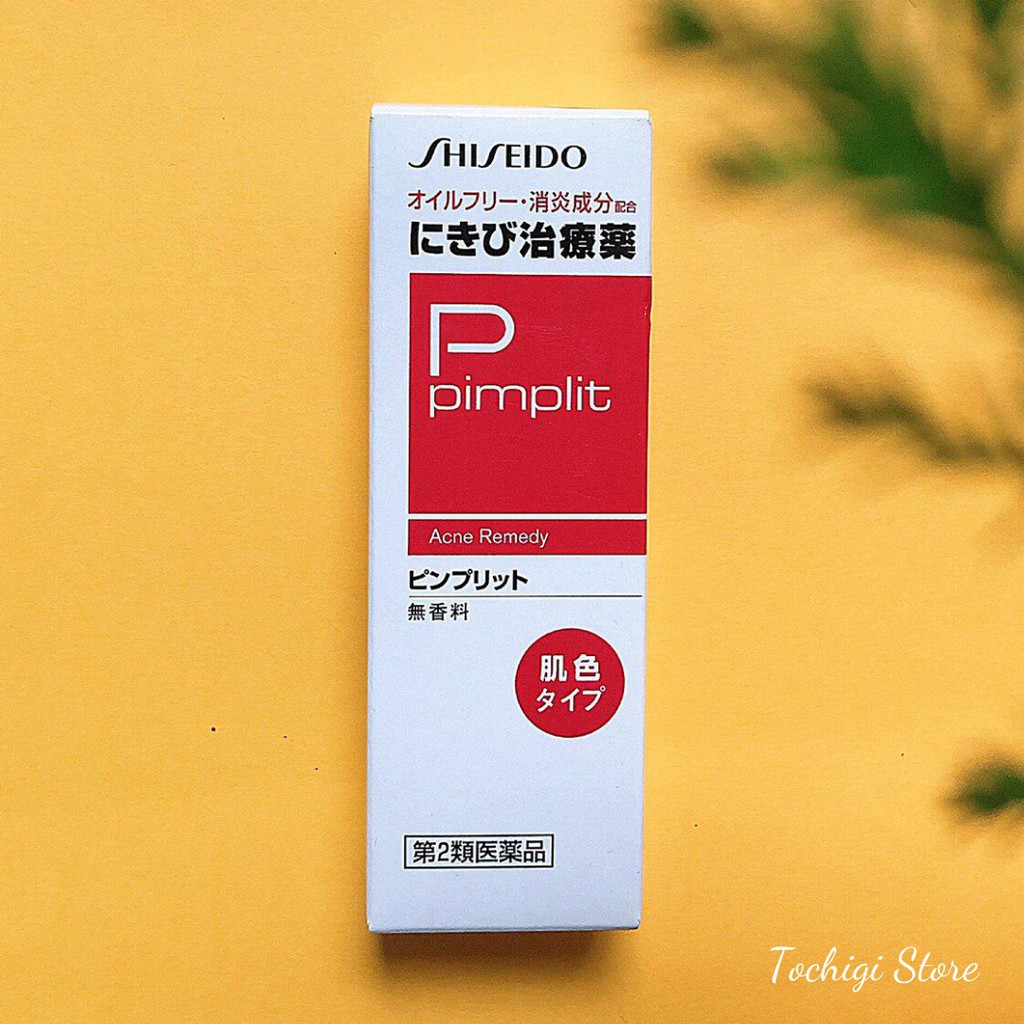 SHISEIDO
オイルフリー・消炎成分配合
にきび治療薬
P
pimplit
Acne Remedy
ピンプリット
無香料
肌色
タイプ
第2類医薬品
Tochigi Store